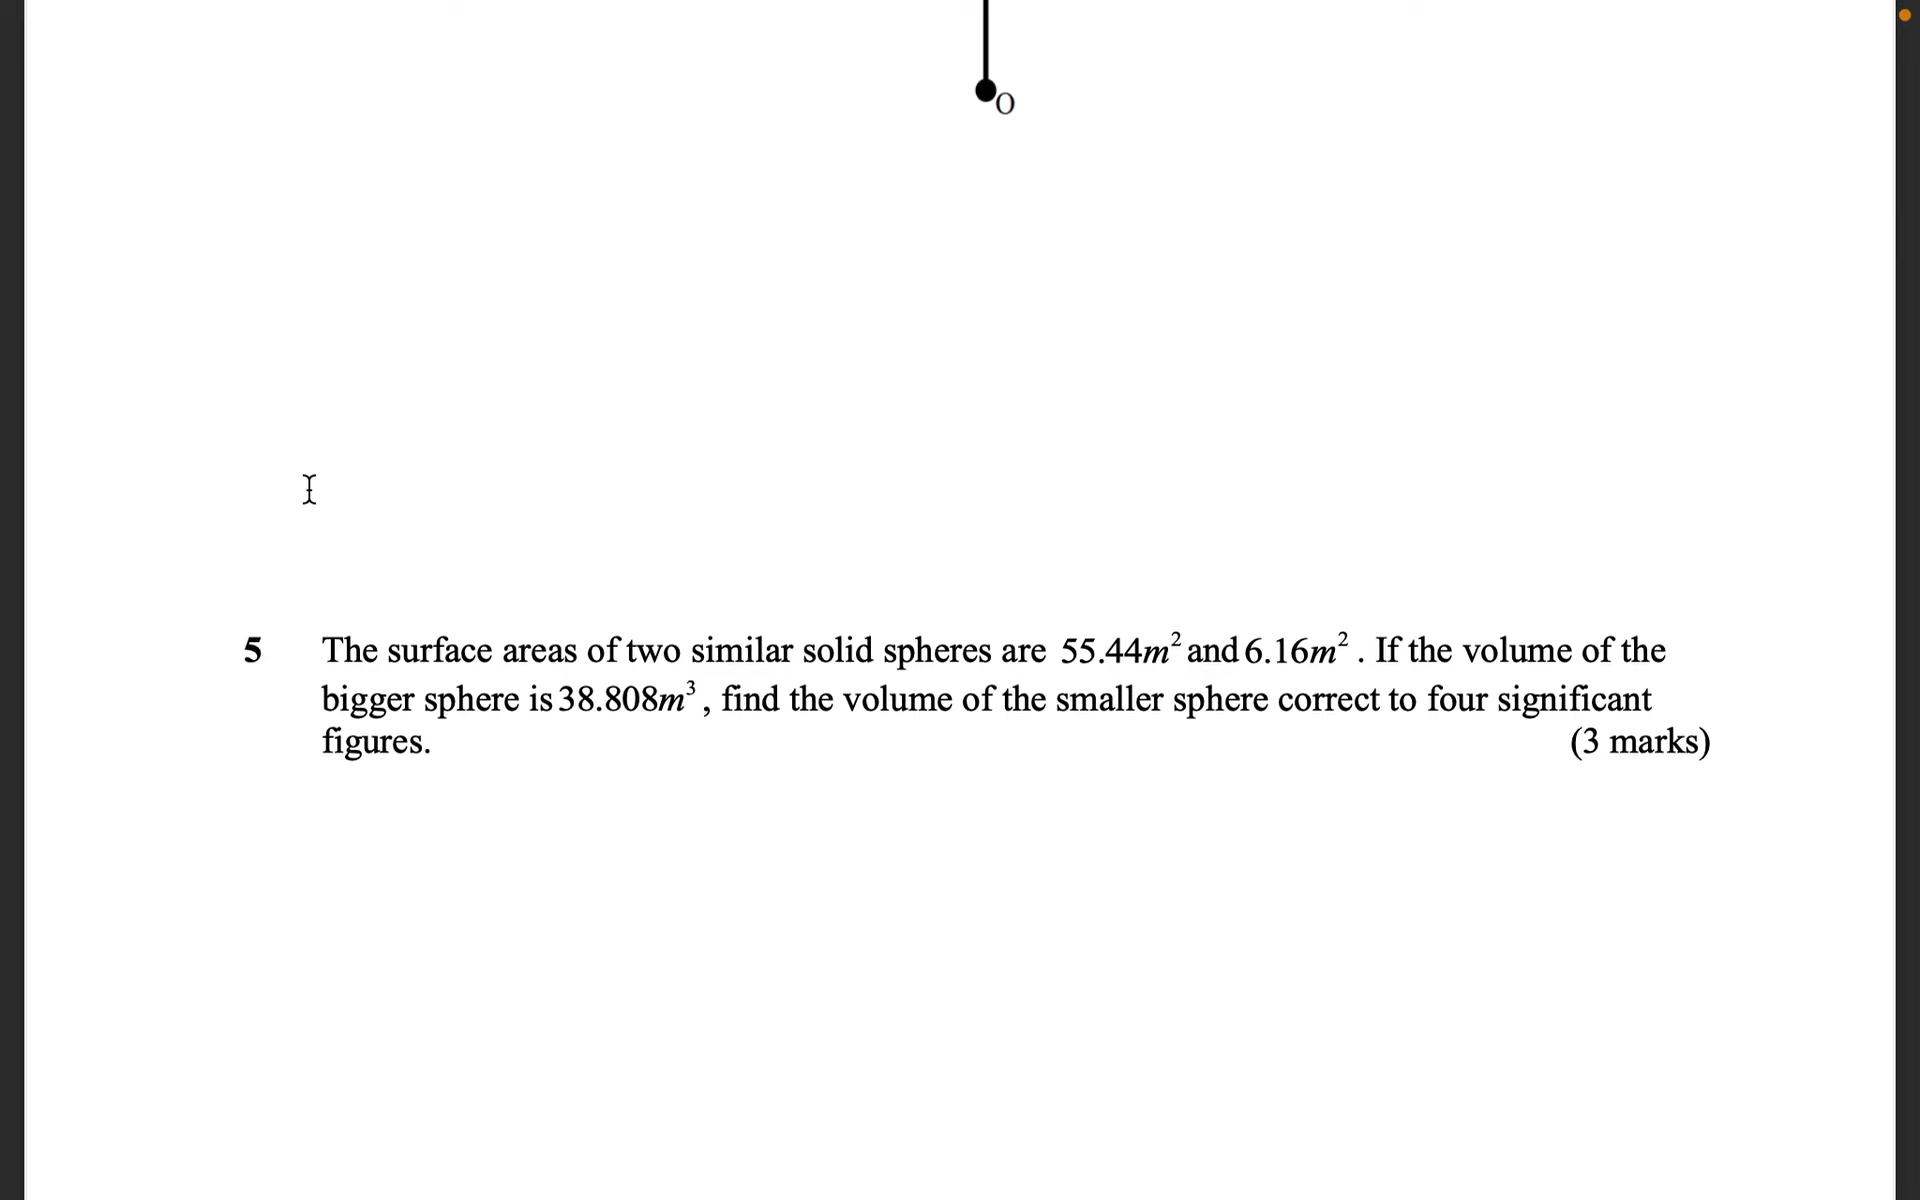 O
5 The surface areas of two similar solid spheres are 55.44m² and 6.16m² . If the volume of the
bigger sphere is 38.808m³ , find the volume of the smaller sphere correct to four significant
figures. (3 marks)